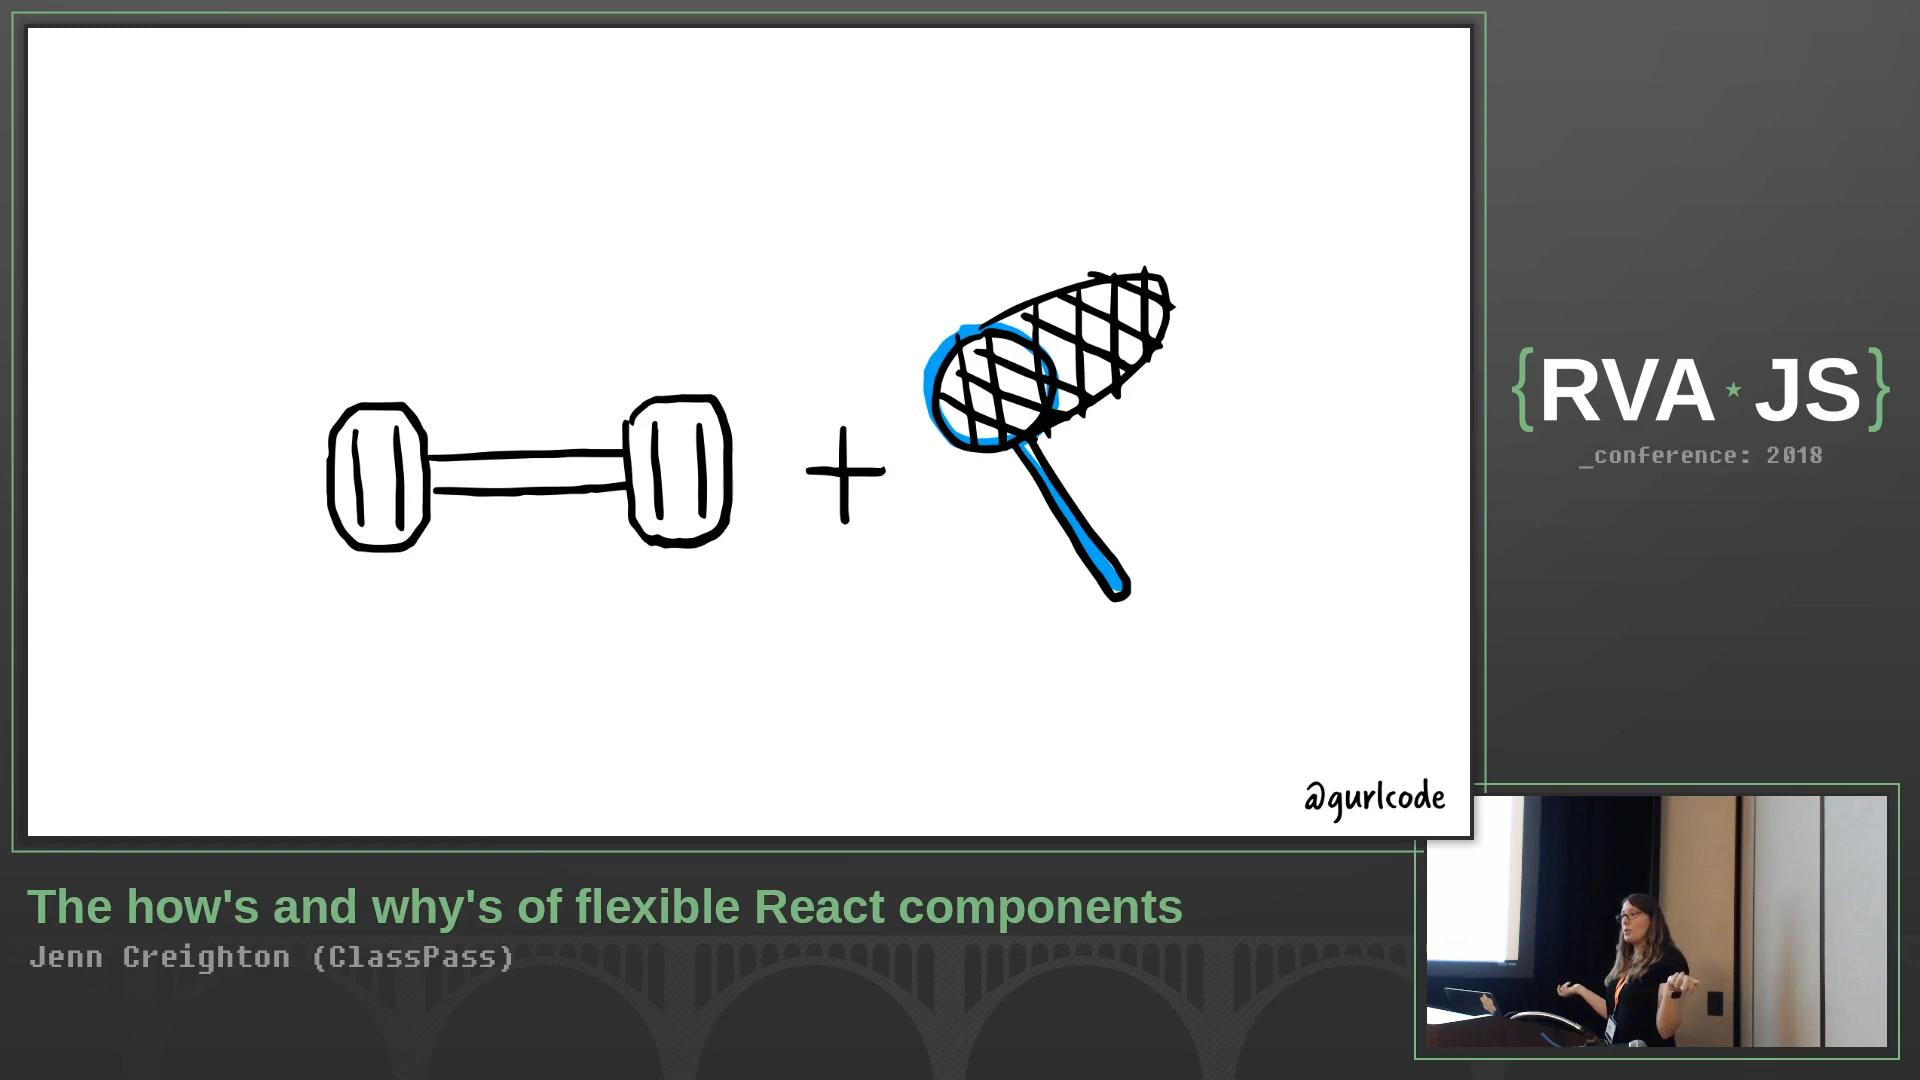 @gurlcode
{RVA★JS}
_conference: 2018
The how's and why's of flexible React components
Jenn Creighton (ClassPass)